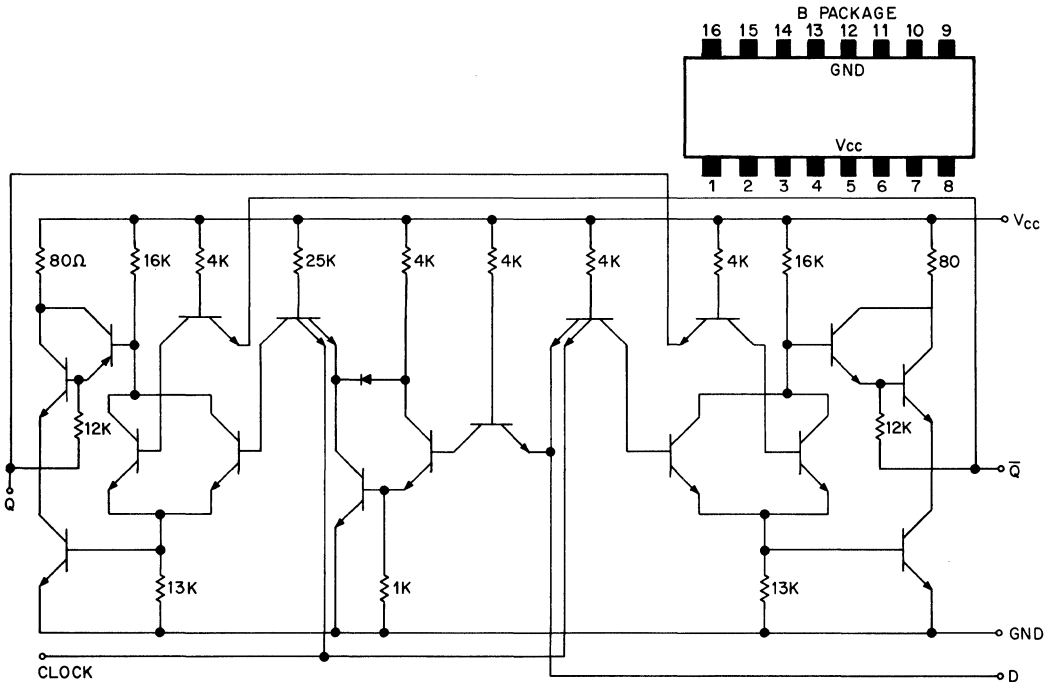 B PACKAGE
16 15 14 13 12 11 10 9
GND
Vcc
1 2 3 4 5 6 7 8
Vcc
80Ω 16K 4K 25K 4K 4K 4K 4K 16K 80
12K 12K
Q Q̅
13K 1K 13K
GND
CLOCK D